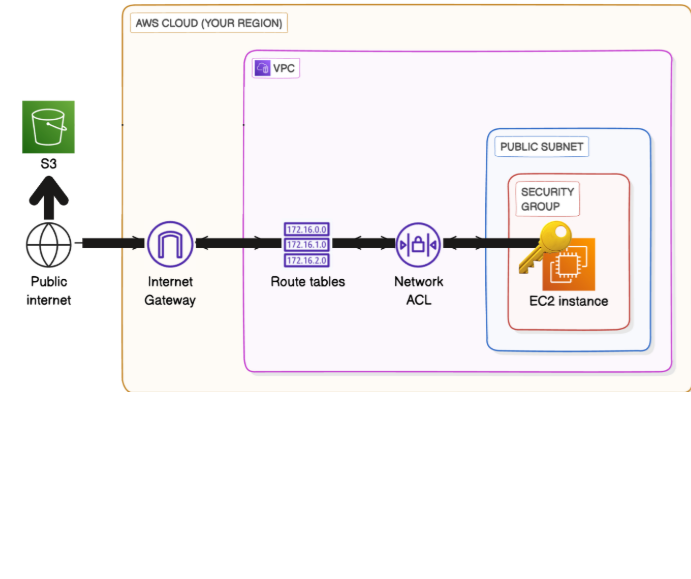 AWS CLOUD (YOUR REGION)
VPC
PUBLIC SUBNET
SECURITY
GROUP
S3
172.16.0.0
172.16.1.0
172.16.2.0
Public
internet
Internet
Gateway
Route tables
Network
ACL
EC2 instance